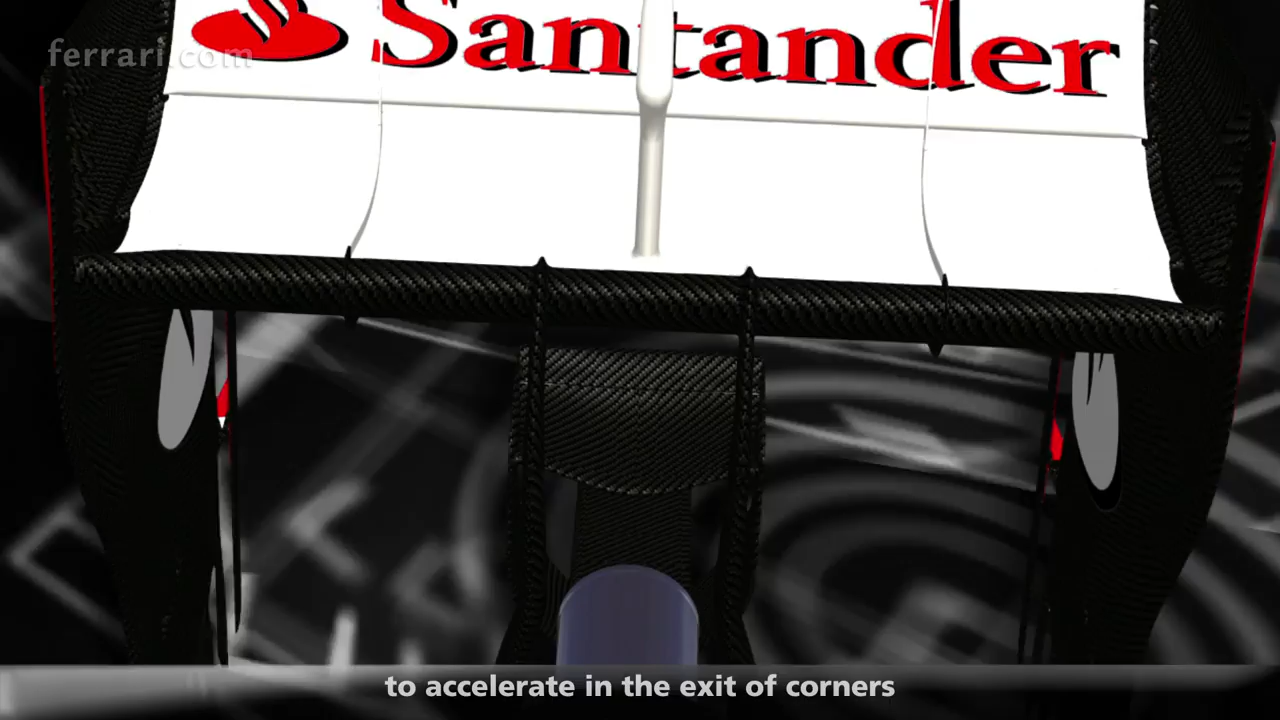 Santander
ferrari.com
to accelerate in the exit of corners